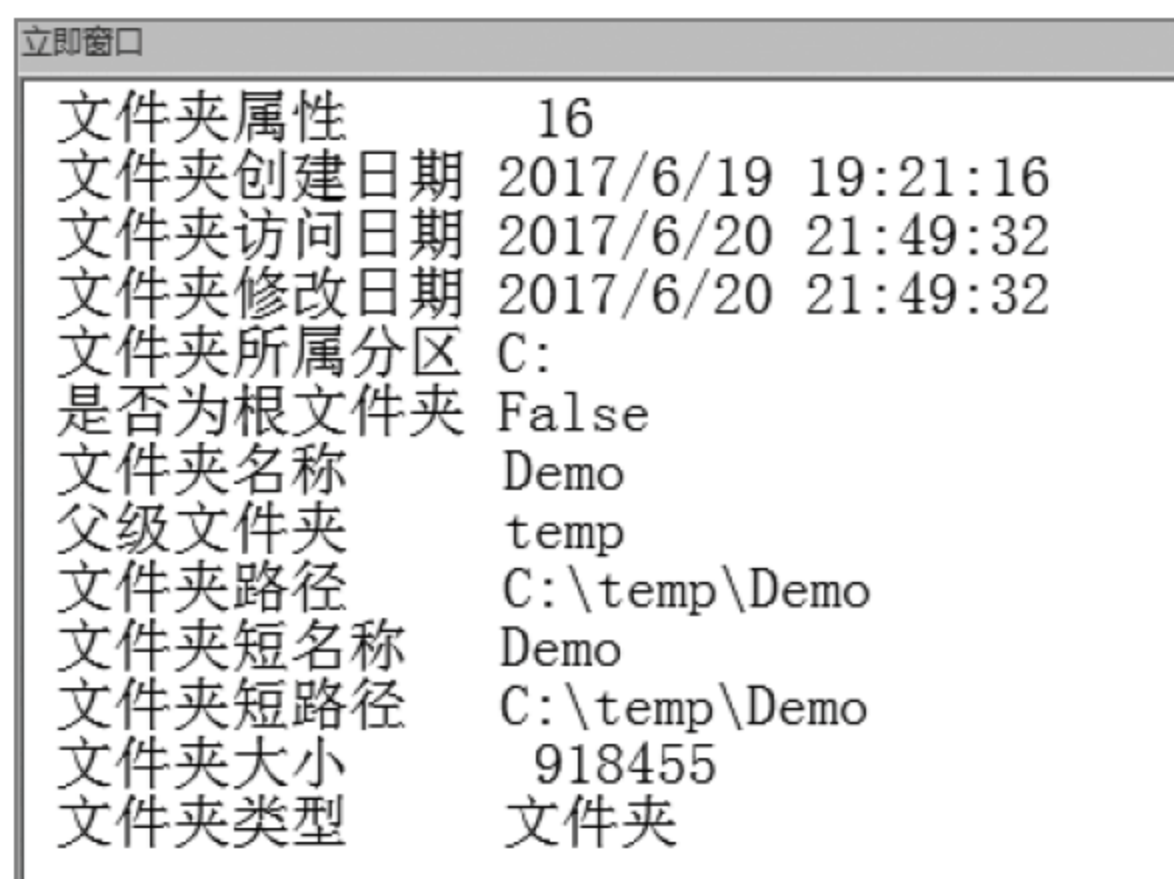 立即窗口
文件夹属性 16
文件夹创建日期 2017/6/19 19:21:16
文件夹访问日期 2017/6/20 21:49:32
文件夹修改日期 2017/6/20 21:49:32
文件夹所属分区 C:
是否为根文件夹 False
文件夹名称 Demo
父级文件夹 temp
文件夹路径 C:\temp\Demo
文件夹短名称 Demo
文件夹短路径 C:\temp\Demo
文件夹大小 918455
文件夹类型 文件夹